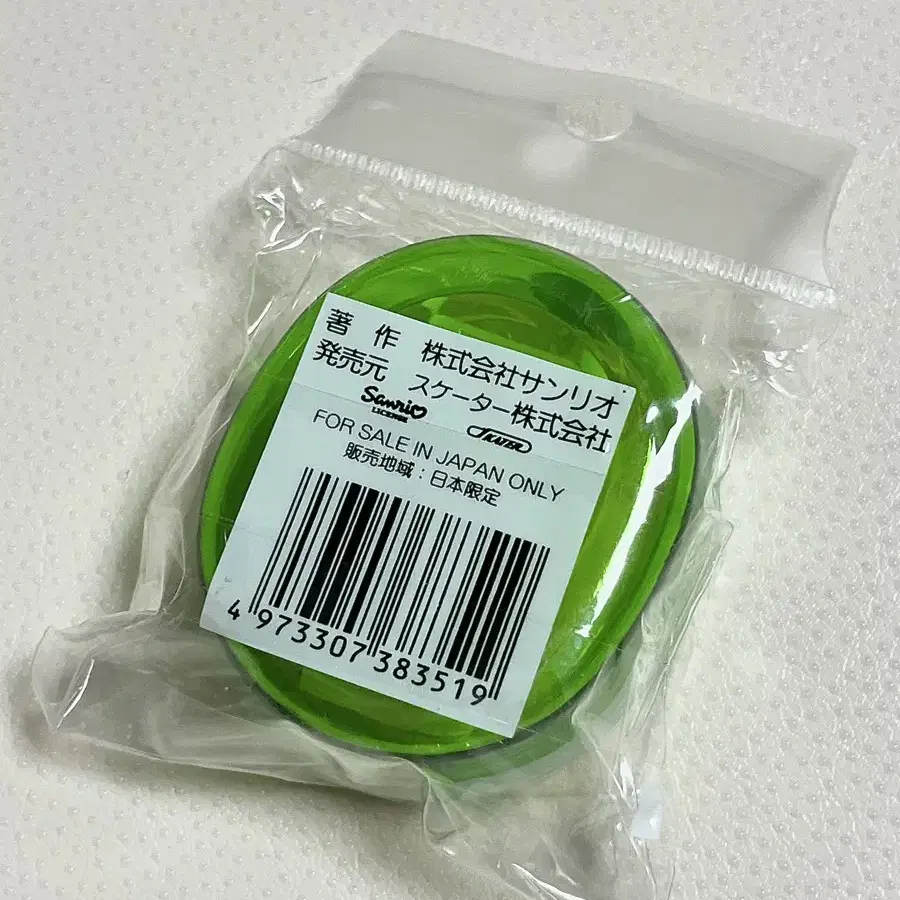 著 作 株式会社サンリオ
発売元 スケーター株式会社
Sanrio
LICENSE
SKATER
FOR SALE IN JAPAN ONLY
販売地域：日本限定
4 973307 383519